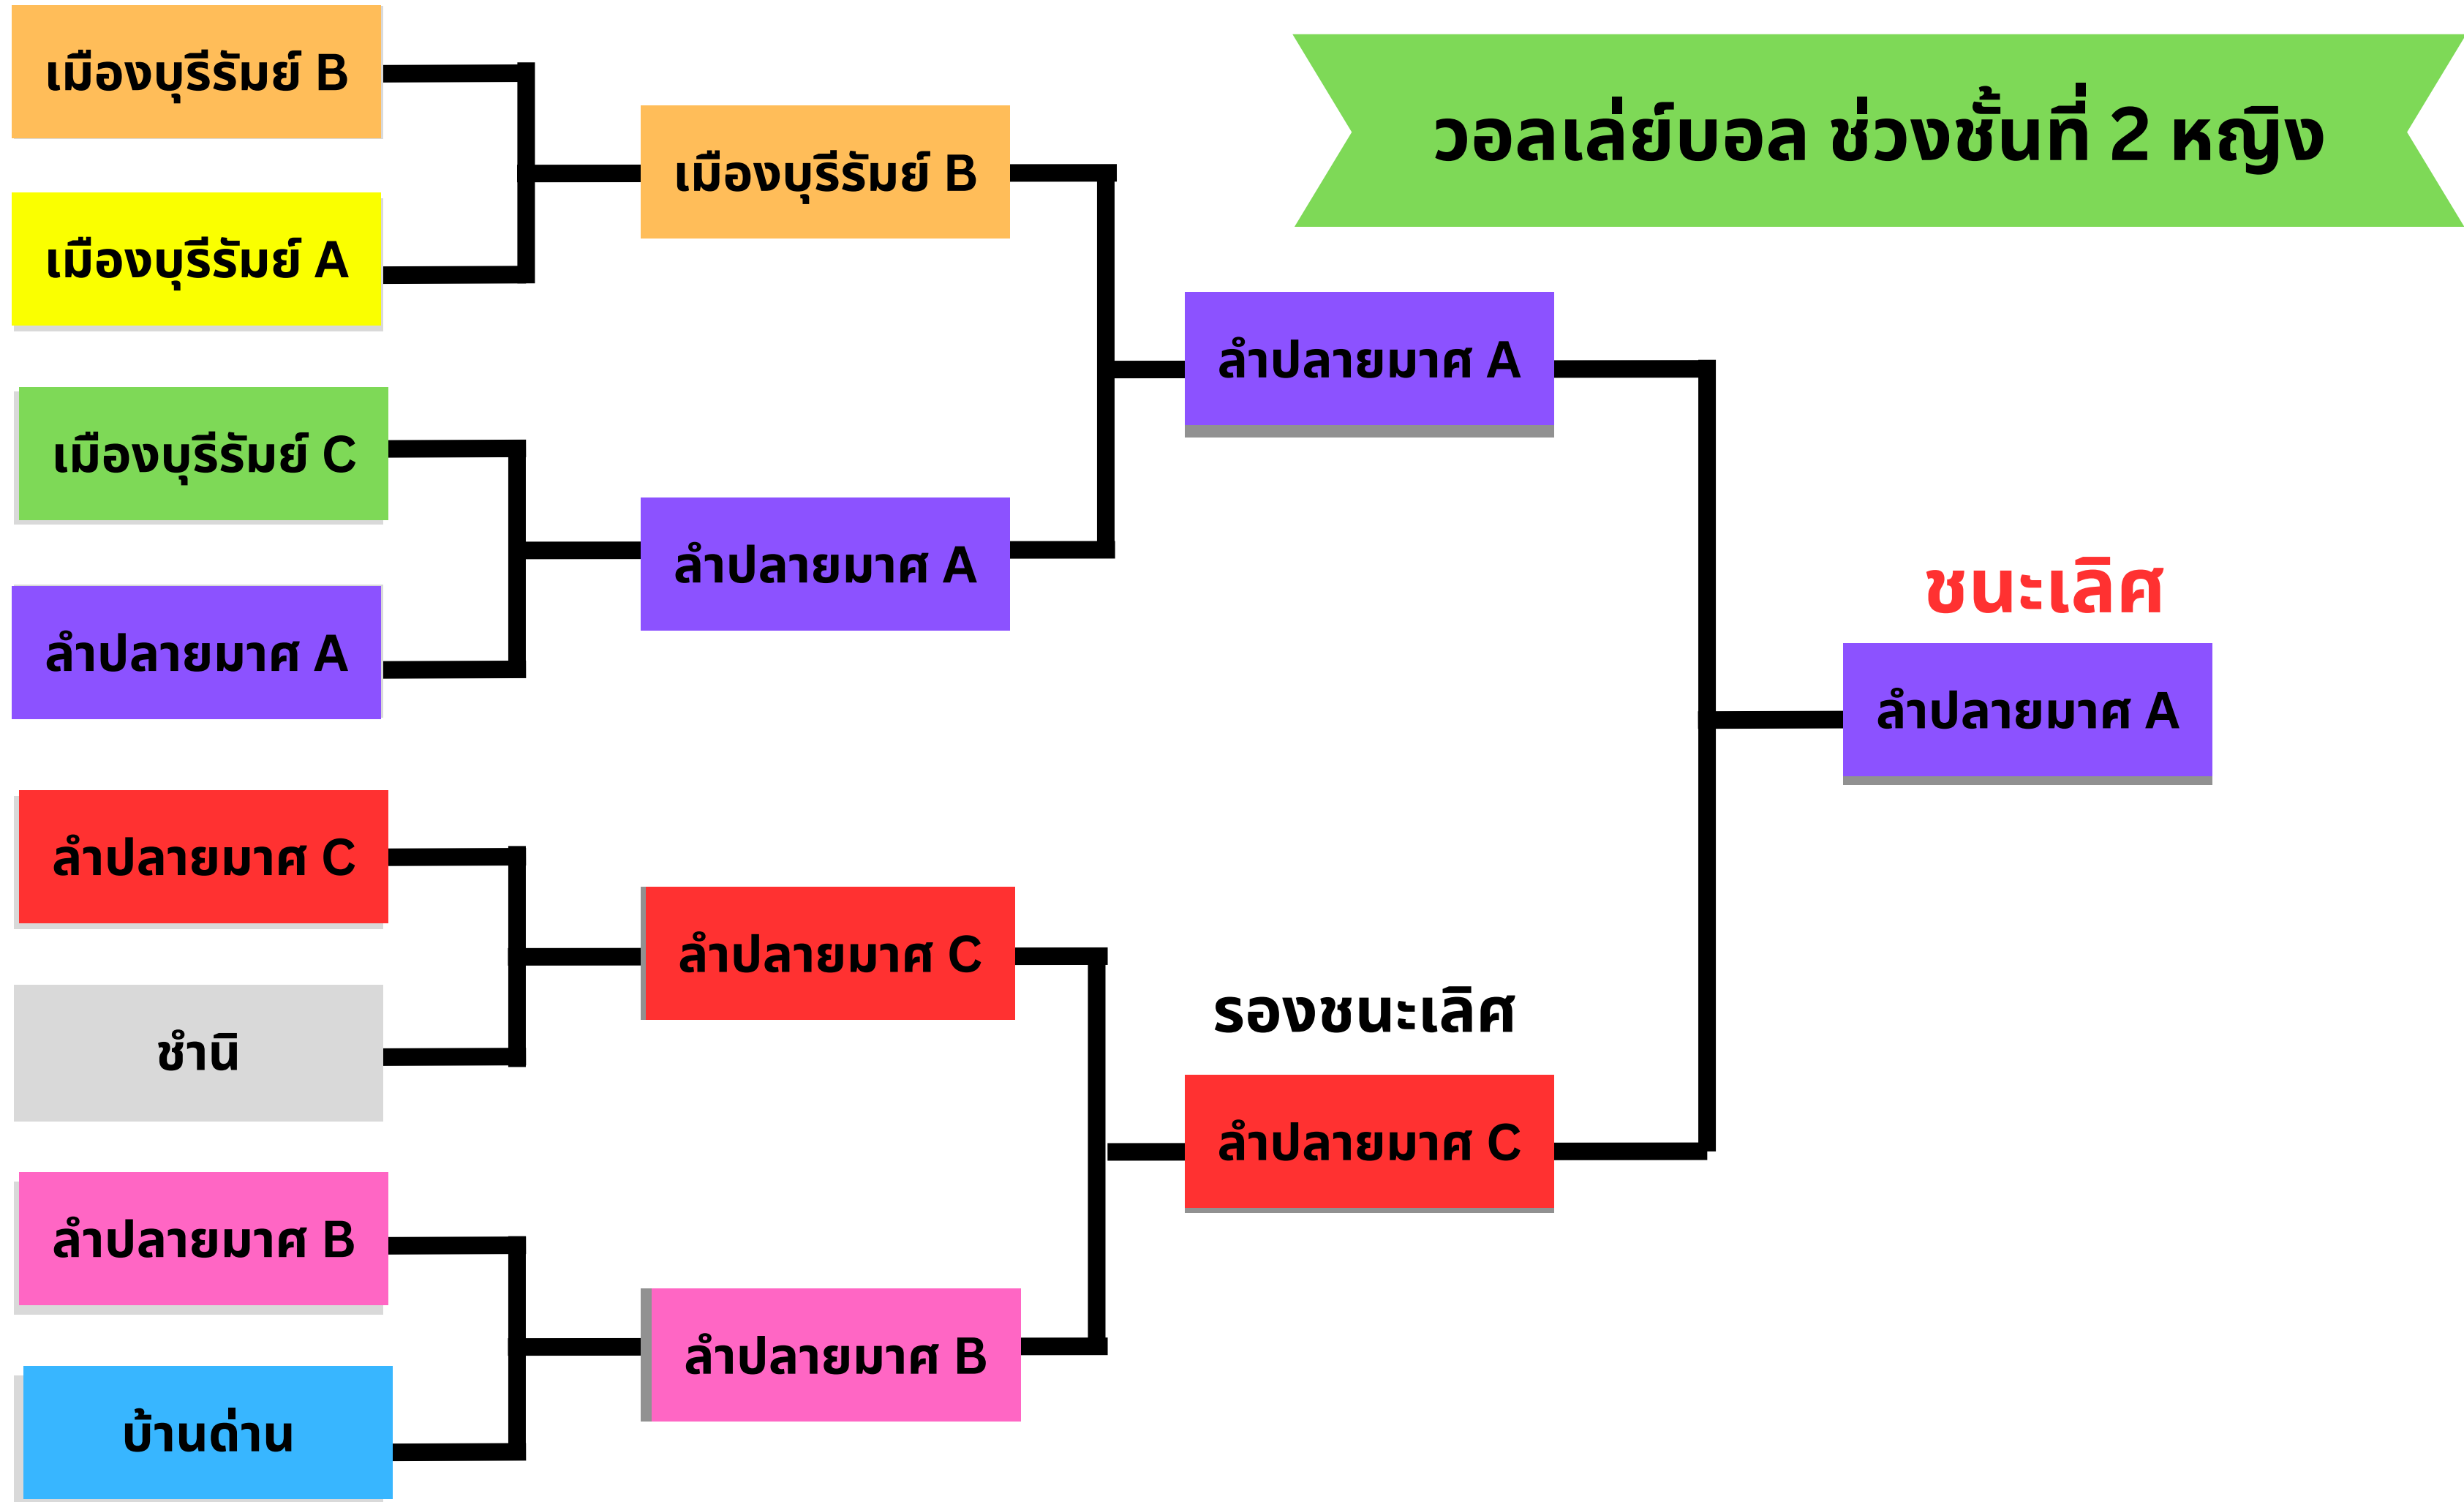 วอลเล่ย์บอล ช่วงชั้นที่ 2 หญิง
เมืองบุรีรัมย์ B
เมืองบุรีรัมย์ A
เมืองบุรีรัมย์ C
ลำปลายมาศ A
ลำปลายมาศ C
ชำนิ
ลำปลายมาศ B
บ้านด่าน
เมืองบุรีรัมย์ B
ลำปลายมาศ A
ลำปลายมาศ C
ลำปลายมาศ B
ลำปลายมาศ A
รองชนะเลิศ
ลำปลายมาศ C
ชนะเลิศ
ลำปลายมาศ A